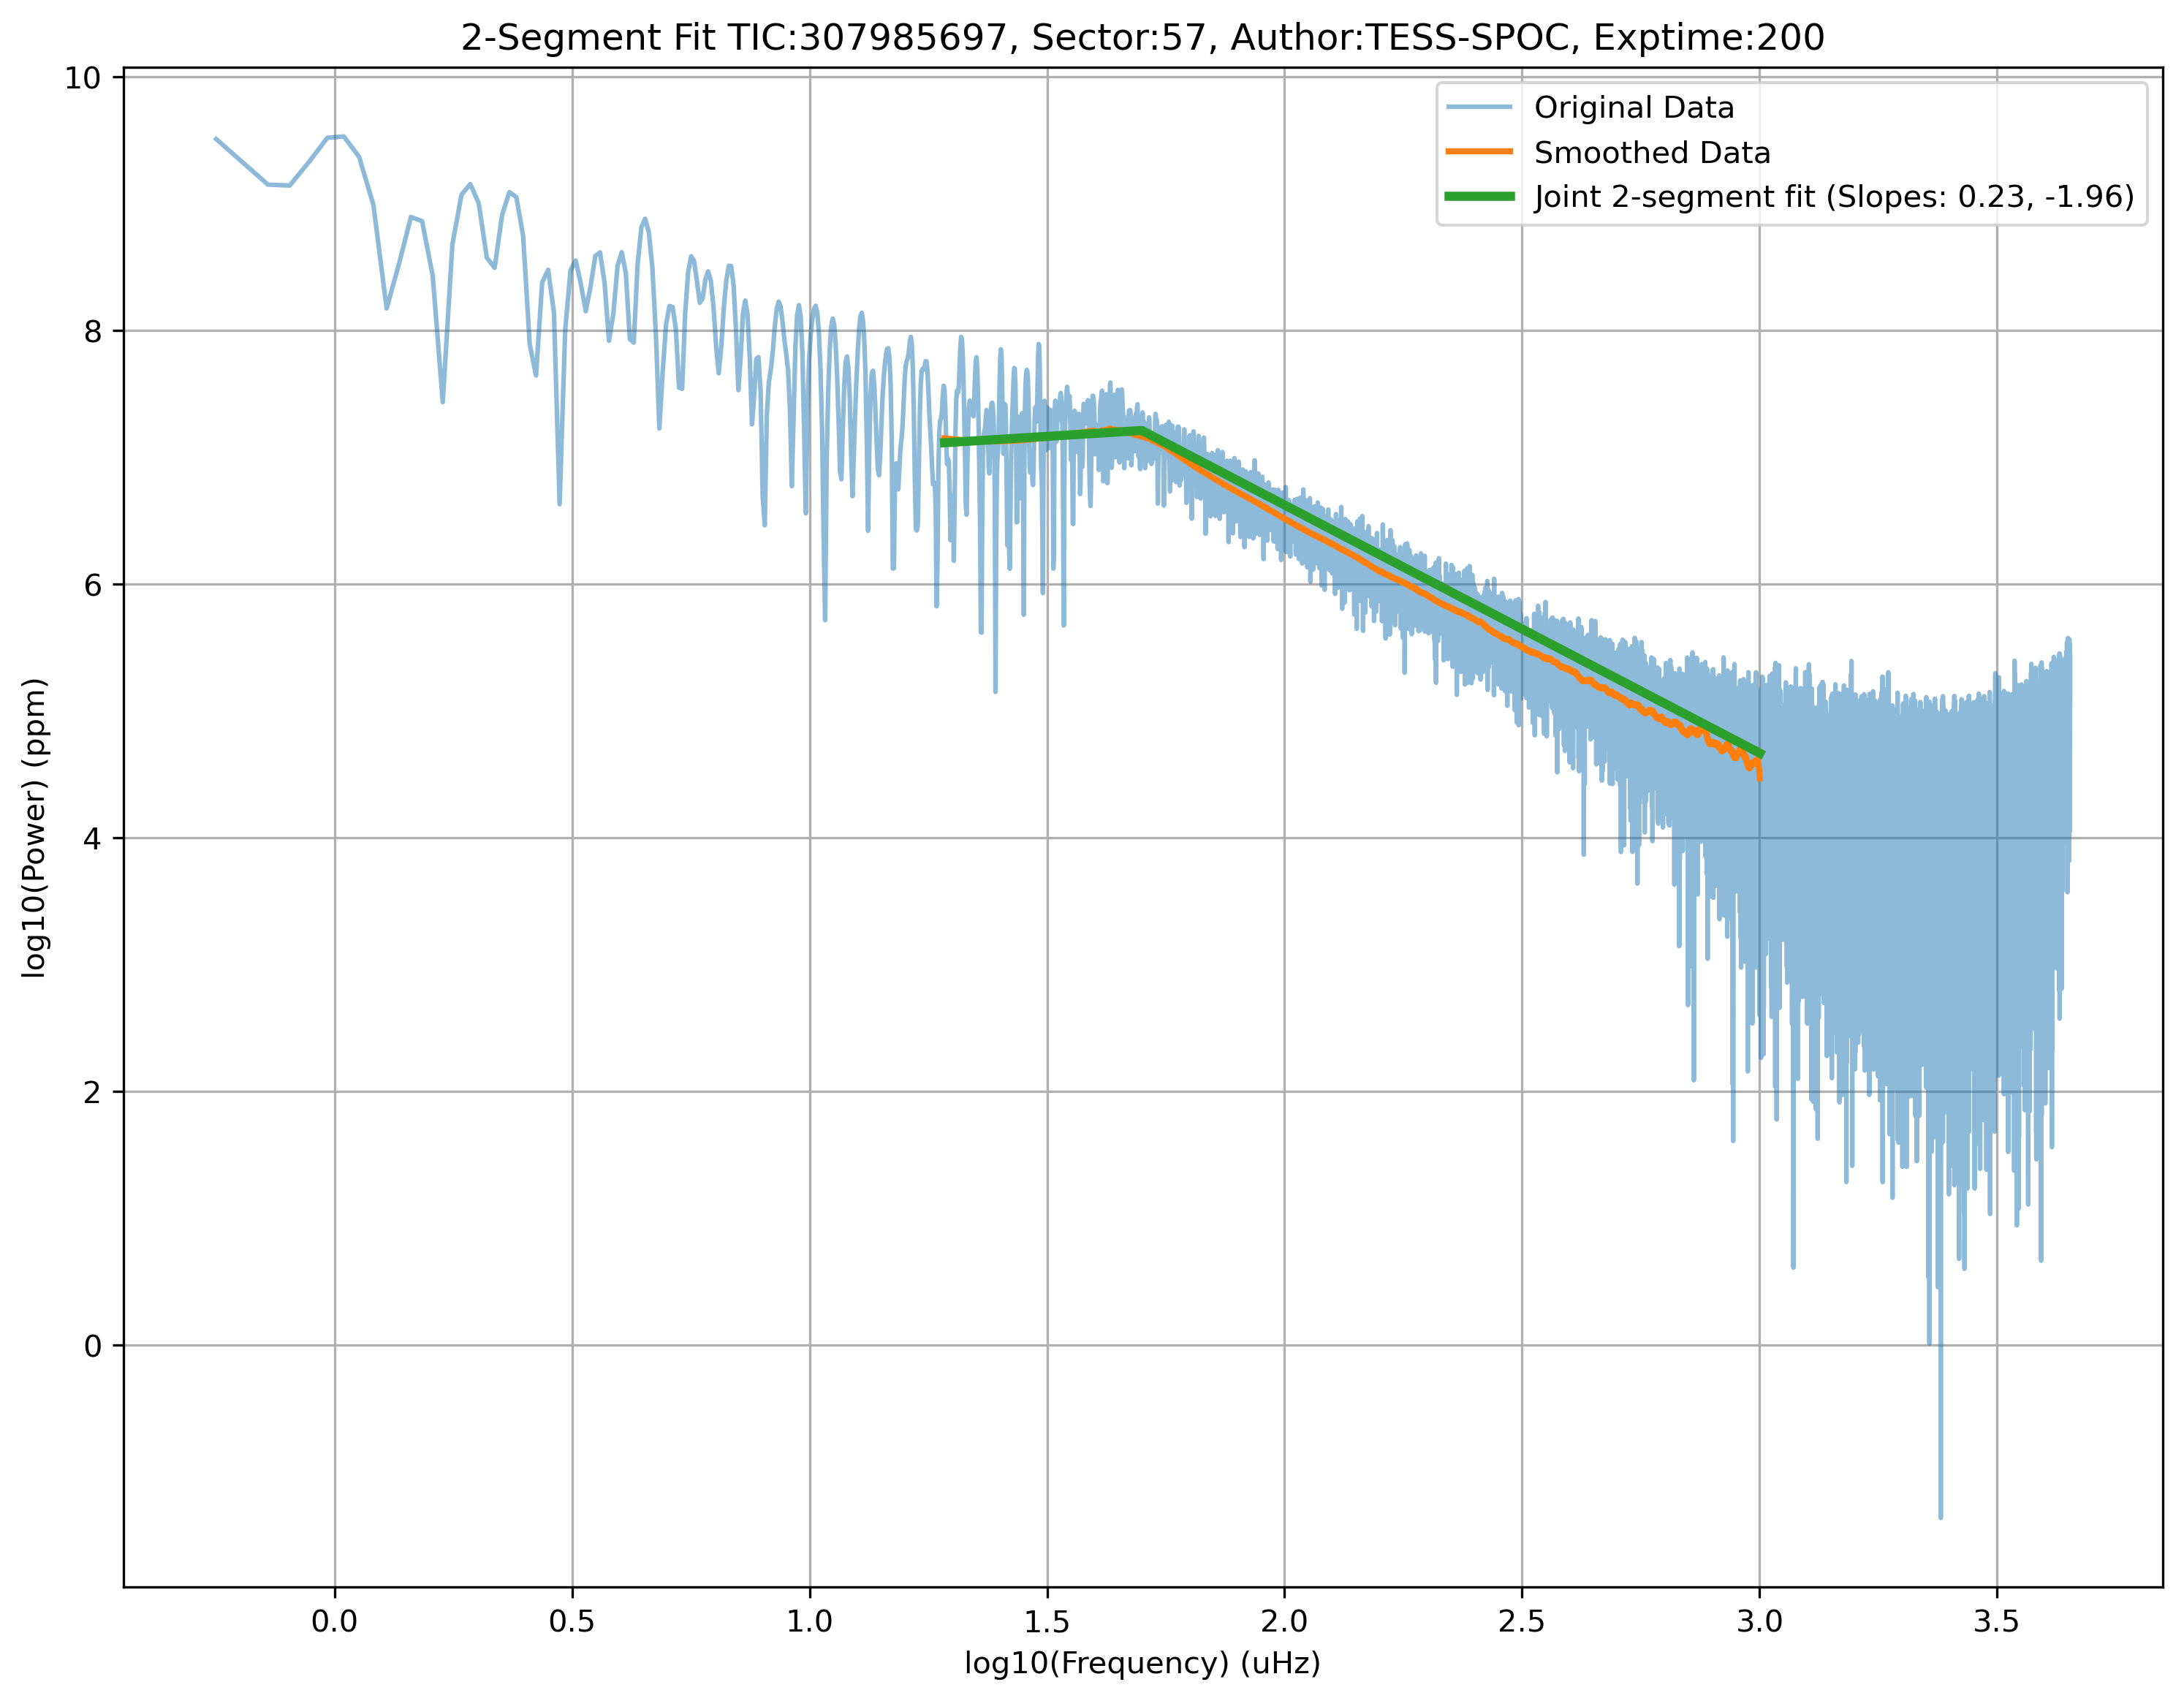 2-Segment Fit TIC:307985697, Sector:57, Author:TESS-SPOC, Exptime:200
Original Data
Smoothed Data
Joint 2-segment fit (Slopes: 0.23, -1.96)
log10(Power) (ppm)
10
8
6
4
2
0
0.0 0.5 1.0 1.5 2.0 2.5 3.0 3.5
log10(Frequency) (uHz)